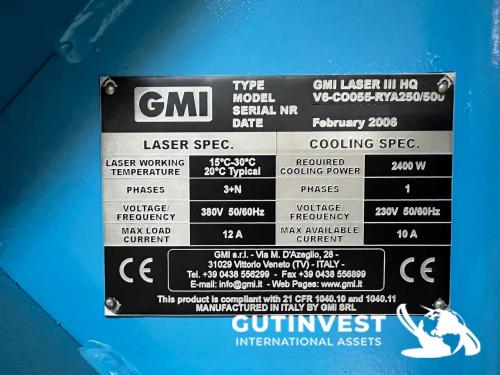 GMI
TYPE GMI LASER III HQ
MODEL V6-CO055-RYA250/500
SERIAL NR
DATE February 2006
LASER SPEC. COOLING SPEC.
LASER WORKING TEMPERATURE 15°C-30°C 20°C Typical REQUIRED COOLING POWER 2400 W
PHASES 3+N PHASES 1
VOLTAGE/ FREQUENCY 380V 50/60Hz VOLTAGE/ FREQUENCY 230V 50/60Hz
MAX LOAD CURRENT 12 A MAX AVAILABLE CURRENT 10 A
CE
GMI s.r.l. - Via M. D'Azeglio, 28 -
31029 Vittorio Veneto (TV) - ITALY -
Tel. +39 0438 556299 - Fax +39 0438 556899
E-mail: info@gmi.it - Web Pages: www.gmi.it
CE
This product is compliant with 21 CFR 1040.10 and 1040.11
MANUFACTURED IN ITALY BY GMI SRL
GUTINVEST
INTERNATIONAL ASSETS